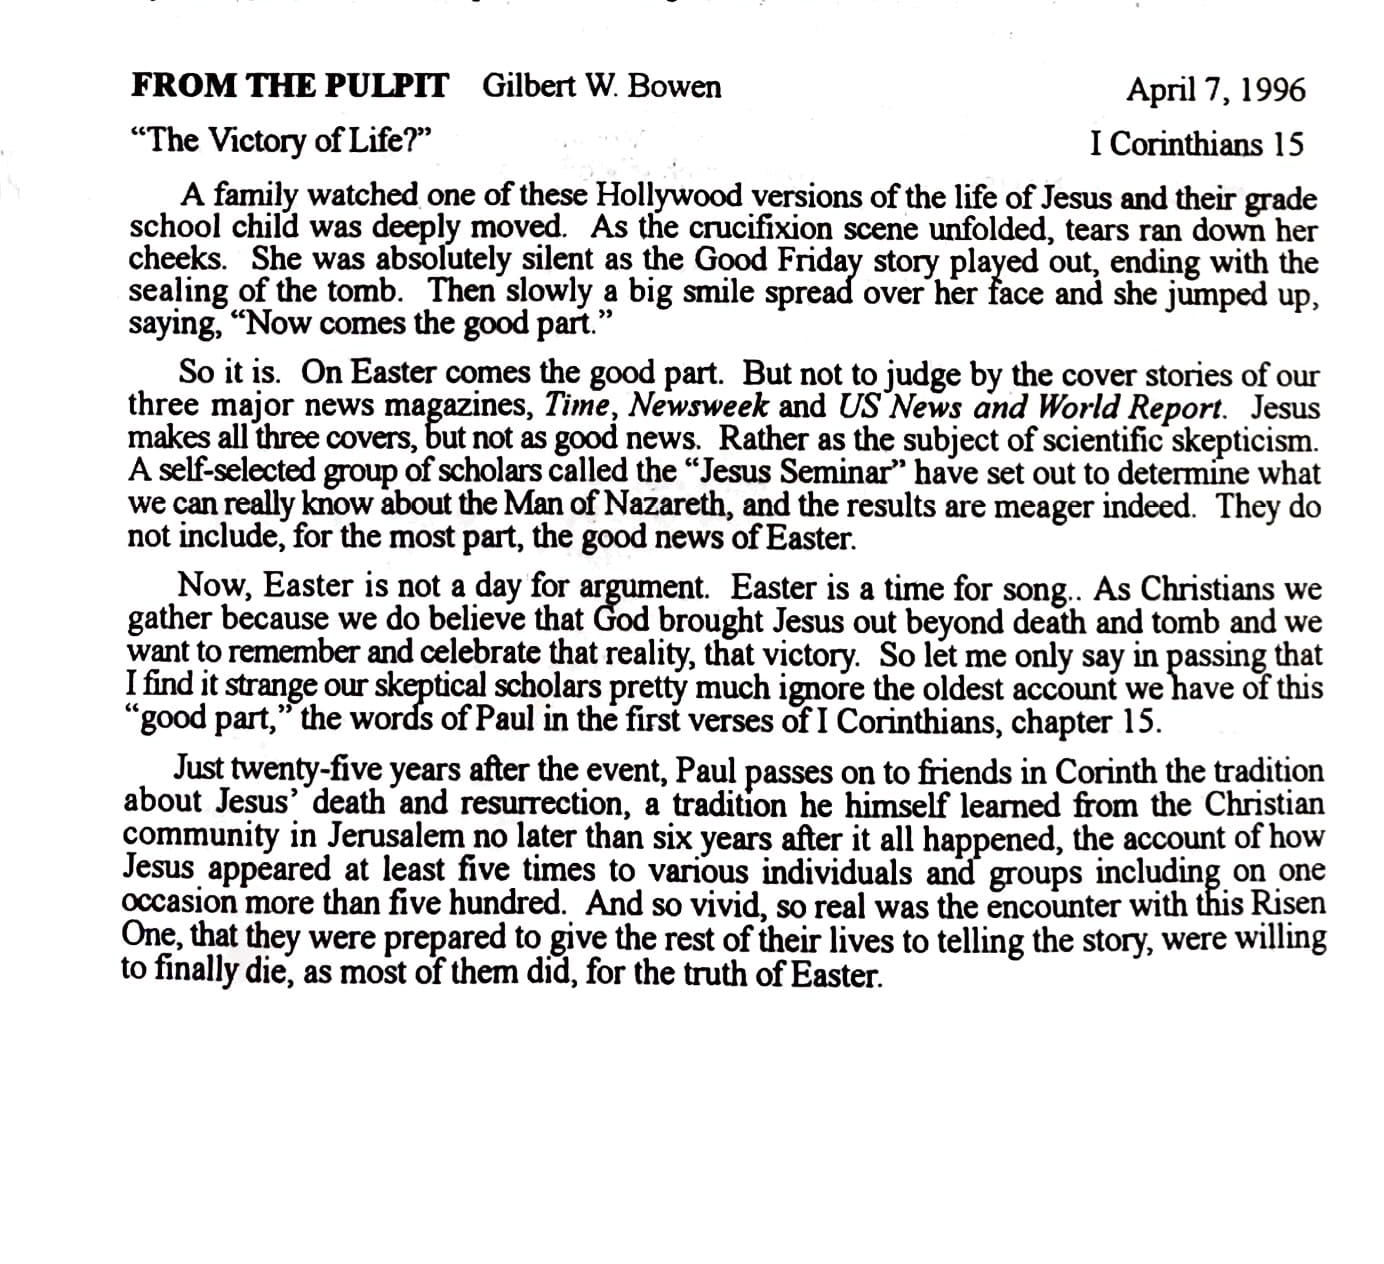 FROM THE PULPIT Gilbert W. Bowen April 7, 1996
“The Victory of Life?” I Corinthians 15
A family watched one of these Hollywood versions of the life of Jesus and their grade
school child was deeply moved. As the crucifixion scene unfolded, tears ran down her
cheeks. She was absolutely silent as the Good Friday story played out, ending with the
sealing of the tomb. Then slowly a big smile spread over her face and she jumped up,
saying, “Now comes the good part.”
So it is. On Easter comes the good part. But not to judge by the cover stories of our
three major news magazines, Time, Newsweek and US News and World Report. Jesus
makes all three covers, but not as good news. Rather as the subject of scientific skepticism.
A self-selected group of scholars called the “Jesus Seminar” have set out to determine what
we can really know about the Man of Nazareth, and the results are meager indeed. They do
not include, for the most part, the good news of Easter.
Now, Easter is not a day for argument. Easter is a time for song.. As Christians we
gather because we do believe that God brought Jesus out beyond death and tomb and we
want to remember and celebrate that reality, that victory. So let me only say in passing that
I find it strange our skeptical scholars pretty much ignore the oldest account we have of this
“good part,” the words of Paul in the first verses of I Corinthians, chapter 15.
Just twenty-five years after the event, Paul passes on to friends in Corinth the tradition
about Jesus’ death and resurrection, a tradition he himself learned from the Christian
community in Jerusalem no later than six years after it all happened, the account of how
Jesus appeared at least five times to various individuals and groups including on one
occasion more than five hundred. And so vivid, so real was the encounter with this Risen
One, that they were prepared to give the rest of their lives to telling the story, were willing
to finally die, as most of them did, for the truth of Easter.